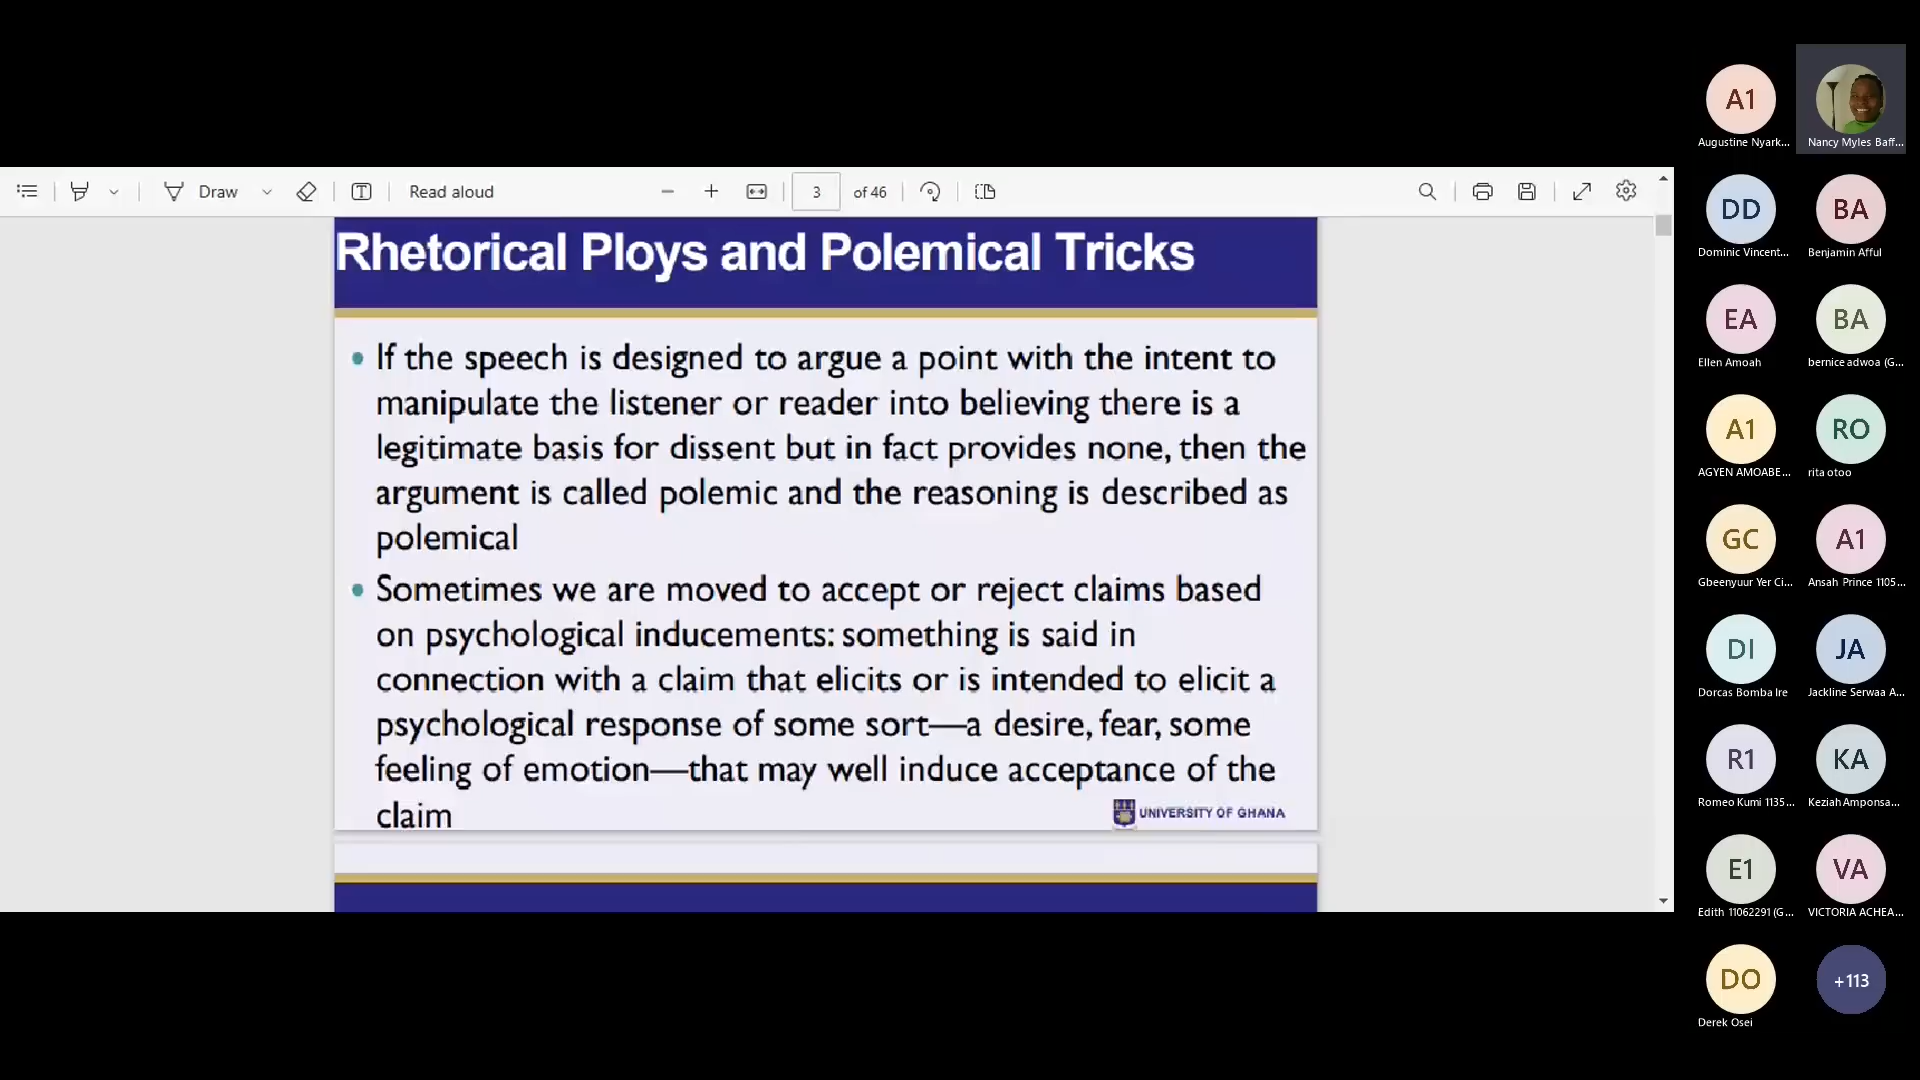 Draw
Read aloud
3
of 46
Rhetorical Ploys and Polemical Tricks
• If the speech is designed to argue a point with the intent to
manipulate the listener or reader into believing there is a
legitimate basis for dissent but in fact provides none, then the
argument is called polemic and the reasoning is described as
polemical
• Sometimes we are moved to accept or reject claims based
on psychological inducements: something is said in
connection with a claim that elicits or is intended to elicit a
psychological response of some sort—a desire, fear, some
feeling of emotion—that may well induce acceptance of the
claim
UNIVERSITY OF GHANA
A1
Augustine Nyark...
Nancy Myles Baff...
DD
Dominic Vincent...
BA
Benjamin Afful
EA
Ellen Amoah
BA
bernice adwoa (G...
A1
AGYEN AMOABE...
RO
rita otoo
GC
Gbeenyuur Yer Ci...
A1
Ansah Prince 1105...
DI
Dorcas Bomba Ire
JA
Jackline Serwaa A...
R1
Romeo Kumi 1135...
KA
Keziah Amponsa...
E1
Edith 11062291 (G...
VA
VICTORIA ACHEA...
DO
Derek Osei
+113